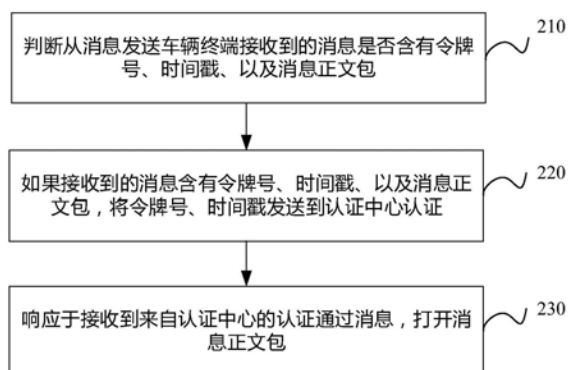 判断从消息发送车辆终端接收到的消息是否含有令牌
号、时间戳、以及消息正文包
210
如果接收到的消息含有令牌号、时间戳、以及消息正
文包，将令牌号、时间戳发送到认证中心认证
220
响应于接收到来自认证中心的认证通过消息，打开消
息正文包
230